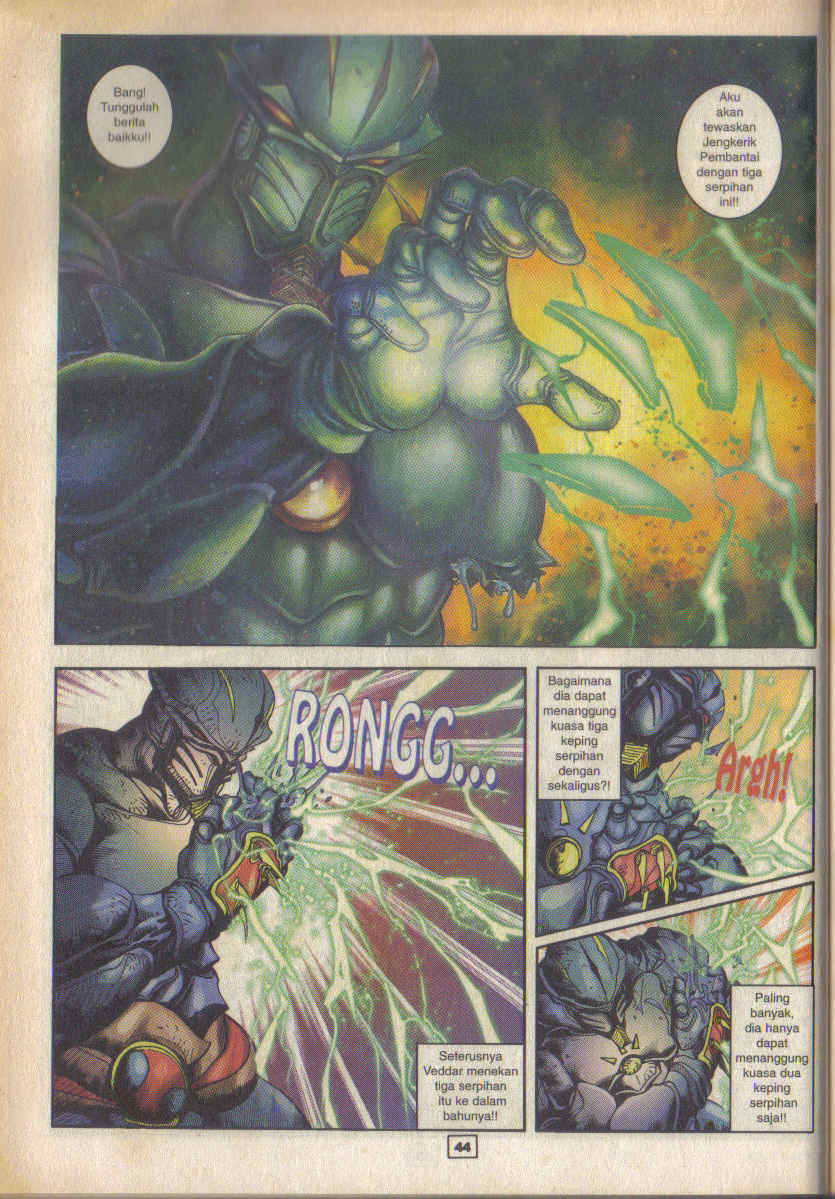 Bang!
Tunggulah
berita
baikku!!
Aku
akan
tewaskan
Jengkerik
Pembantai
dengan tiga
serpihan
ini!!
RONGG...
Seterusnya
Veddar menekan
tiga serpihan
itu ke dalam
bahunya!!
Bagaimana
dia dapat
menanggung
kuasa tiga
keping
serpihan
dengan
sekaligus?!
Argh!
Paling
banyak,
dia hanya
dapat
menanggung
kuasa dua
keping
serpihan
saja!!
44